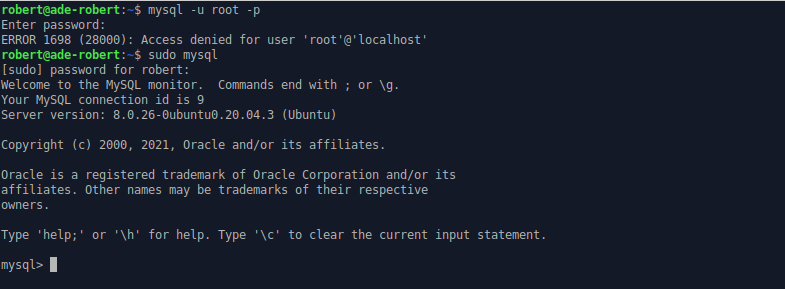 robert@ade-robert:~$ mysql -u root -p
Enter password:
ERROR 1698 (28000): Access denied for user 'root'@'localhost'
robert@ade-robert:~$ sudo mysql
[sudo] password for robert:
Welcome to the MySQL monitor.  Commands end with ; or \g.
Your MySQL connection id is 9
Server version: 8.0.26-0ubuntu0.20.04.3 (Ubuntu)

Copyright (c) 2000, 2021, Oracle and/or its affiliates.

Oracle is a registered trademark of Oracle Corporation and/or its
affiliates. Other names may be trademarks of their respective
owners.

Type 'help;' or '\h' for help. Type '\c' to clear the current input statement.

mysql>